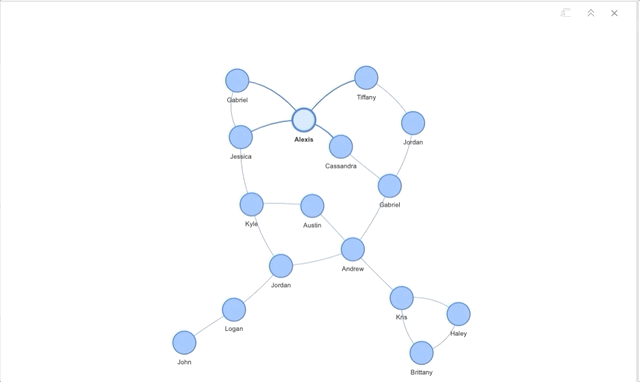 Gabriel
Tiffany
Alexis
Jordan
Jessica
Cassandra
Gabriel
Kyle
Austin
Andrew
Jordan
Kris
Logan
Haley
John
Brittany